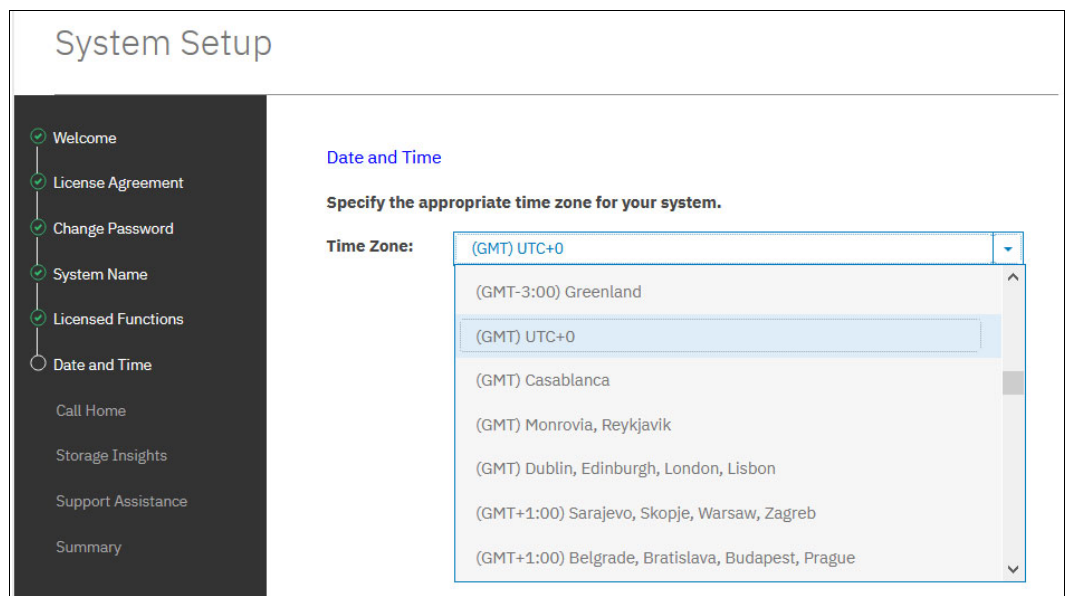 System Setup
Welcome
License Agreement
Change Password
System Name
Licensed Functions
Date and Time
Call Home
Storage Insights
Support Assistance
Summary
Date and Time
Specify the appropriate time zone for your system.
Time Zone: (GMT) UTC+0
(GMT-3:00) Greenland
(GMT) UTC+0
(GMT) Casablanca
(GMT) Monrovia, Reykjavik
(GMT) Dublin, Edinburgh, London, Lisbon
(GMT+1:00) Sarajevo, Skopje, Warsaw, Zagreb
(GMT+1:00) Belgrade, Bratislava, Budapest, Prague